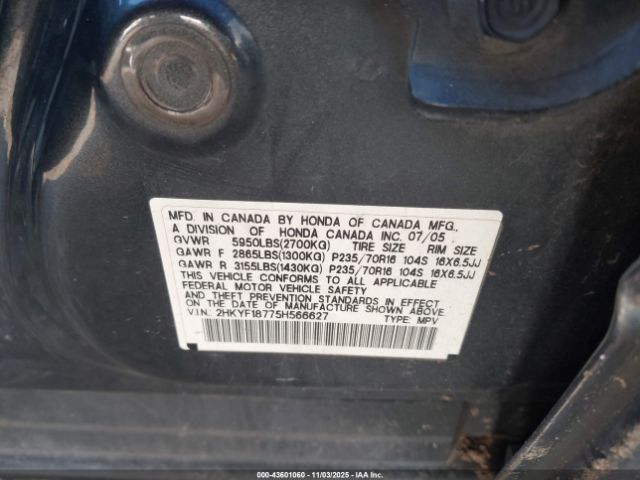 MFD. IN CANADA BY HONDA OF CANADA MFG.,
A DIVISION OF HONDA CANADA INC. 07/05
GVWR 5950LBS(2700KG) TIRE SIZE RIM SIZE
GAWR F 2865LBS(1300KG) P235/70R16 104S 16X6.5JJ
GAWR R 3155LBS(1430KG) P235/70R16 104S 16X6.5JJ
THIS VEHICLE CONFORMS TO ALL APPLICABLE
FEDERAL MOTOR VEHICLE SAFETY
AND THEFT PREVENTION STANDARDS IN EFFECT
ON THE DATE OF MANUFACTURE SHOWN ABOVE.
V.I.N.: 2HKYF18775H566627 TYPE: MPV
000-43601060 - 11/03/2025 - IAA Inc.